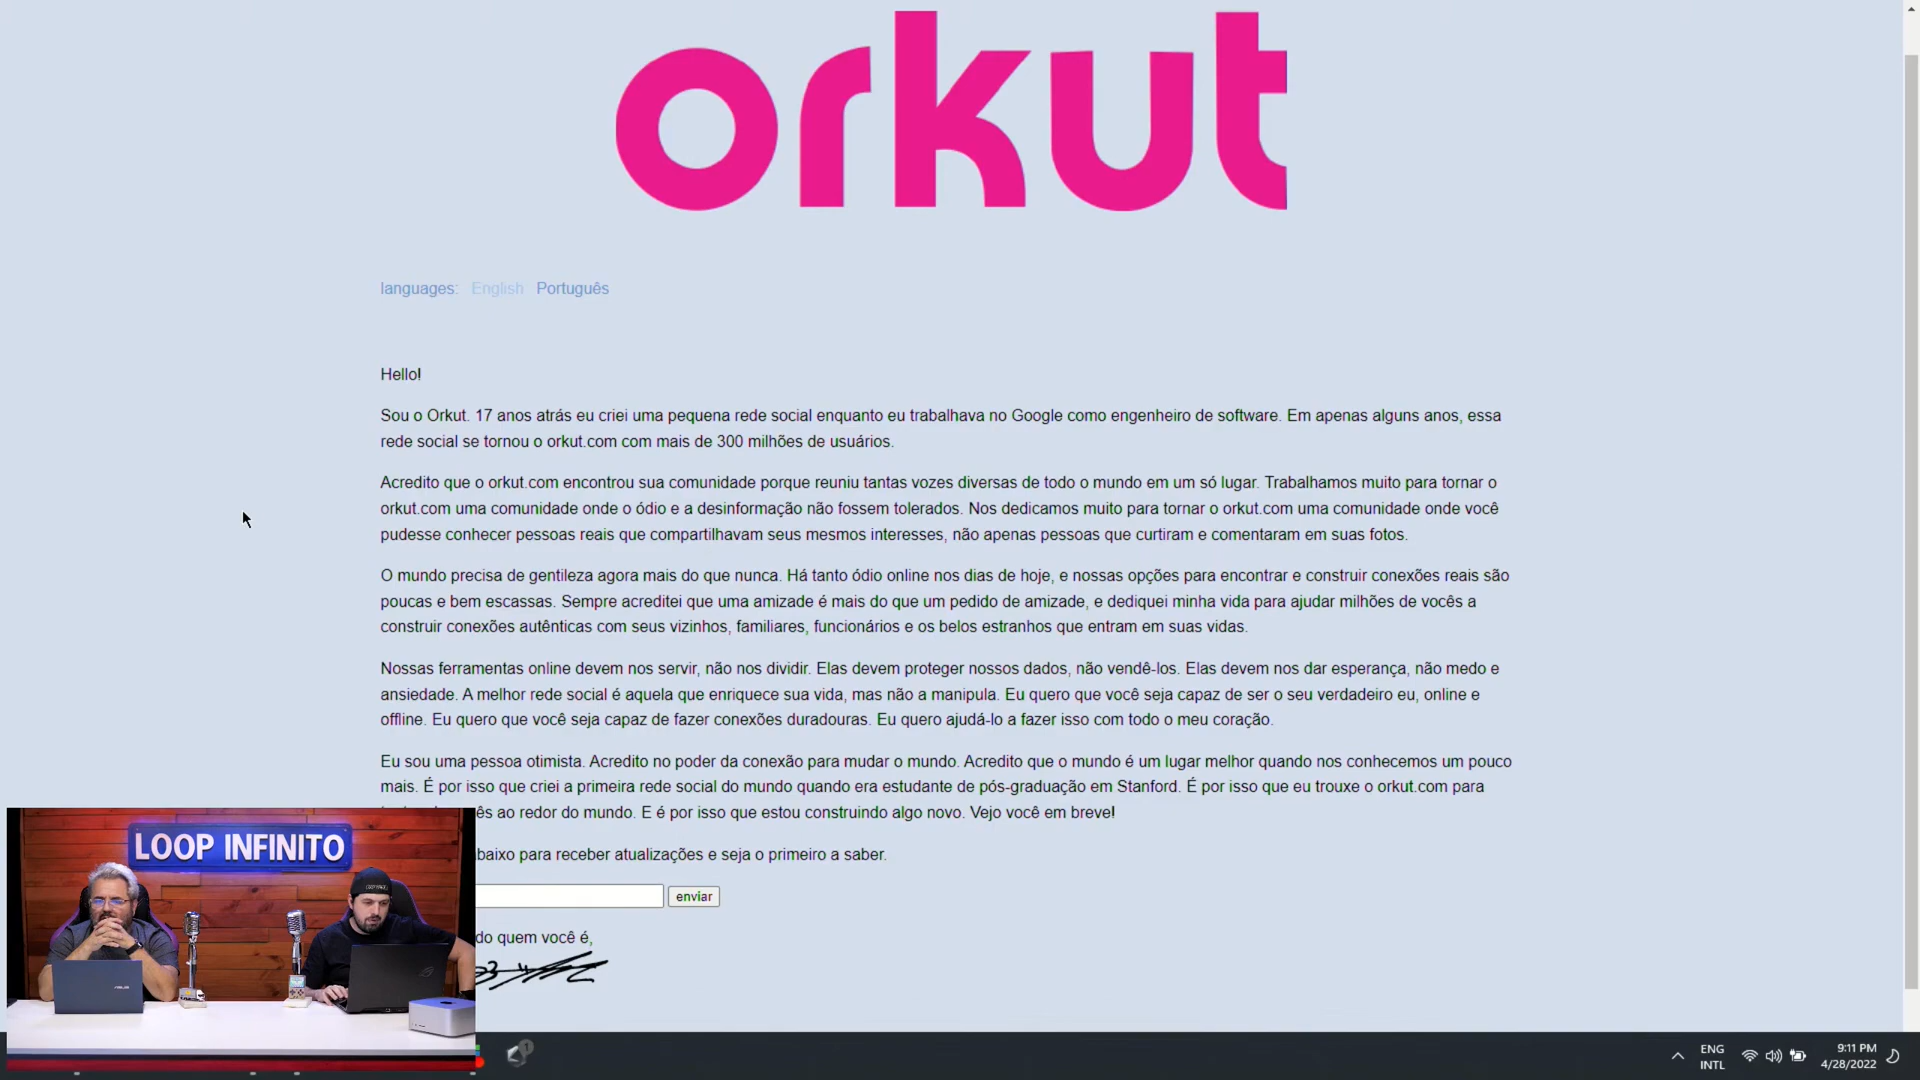 orkut
languages: English Português
Hello!
Sou o Orkut. 17 anos atrás eu criei uma pequena rede social enquanto eu trabalhava no Google como engenheiro de software. Em apenas alguns anos, essa
rede social se tornou o orkut.com com mais de 300 milhões de usuários.
Acredito que o orkut.com encontrou sua comunidade porque reuniu tantas vozes diversas de todo o mundo em um só lugar. Trabalhamos muito para tornar o
orkut.com uma comunidade onde o ódio e a desinformação não fossem tolerados. Nos dedicamos muito para tornar o orkut.com uma comunidade onde você
pudesse conhecer pessoas reais que compartilhavam seus mesmos interesses, não apenas pessoas que curtiram e comentaram em suas fotos.
O mundo precisa de gentileza agora mais do que nunca. Há tanto ódio online nos dias de hoje, e nossas opções para encontrar e construir conexões reais são
poucas e bem escassas. Sempre acreditei que uma amizade é mais do que um pedido de amizade, e dediquei minha vida para ajudar milhões de vocês a
construir conexões autênticas com seus vizinhos, familiares, funcionários e os belos estranhos que entram em suas vidas.
Nossas ferramentas online devem nos servir, não nos dividir. Elas devem proteger nossos dados, não vendê-los. Elas devem nos dar esperança, não medo e
ansiedade. A melhor rede social é aquela que enriquece sua vida, mas não a manipula. Eu quero que você seja capaz de ser o seu verdadeiro eu, online e
offline. Eu quero que você seja capaz de fazer conexões duradouras. Eu quero ajudá-lo a fazer isso com todo o meu coração.
Eu sou uma pessoa otimista. Acredito no poder da conexão para mudar o mundo. Acredito que o mundo é um lugar melhor quando nos conhecemos um pouco
mais. É por isso que criei a primeira rede social do mundo quando era estudante de pós-graduação em Stanford. É por isso que eu trouxe o orkut.com para
ao redor do mundo. E é por isso que estou construindo algo novo. Vejo você em breve!
baixo para receber atualizações e seja o primeiro a saber.
enviar
do quem você é,
LOOP INFINITO
ASUS
1
ENG
INTL
9:11 PM
4/28/2022